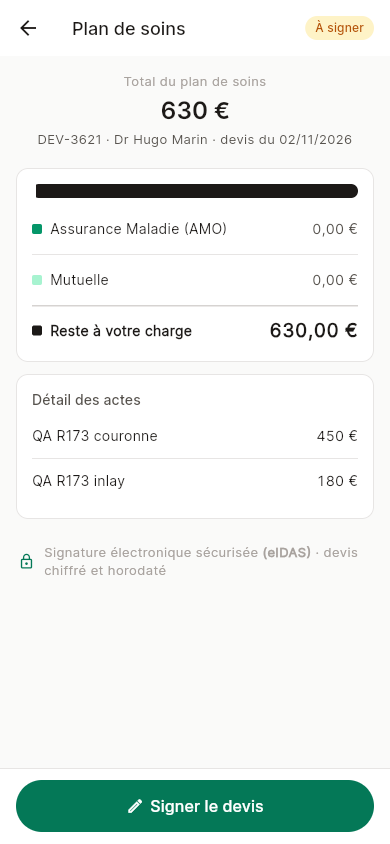 Plan de soins
À signer
Total du plan de soins
630 €
DEV-3621 · Dr Hugo Marin · devis du 02/11/2026
Assurance Maladie (AMO) 0,00 €
Mutuelle 0,00 €
Reste à votre charge 630,00 €
Détail des actes
QA R173 couronne 450 €
QA R173 inlay 180 €
Signature électronique sécurisée (eIDAS) · devis
chiffré et horodaté
Signer le devis